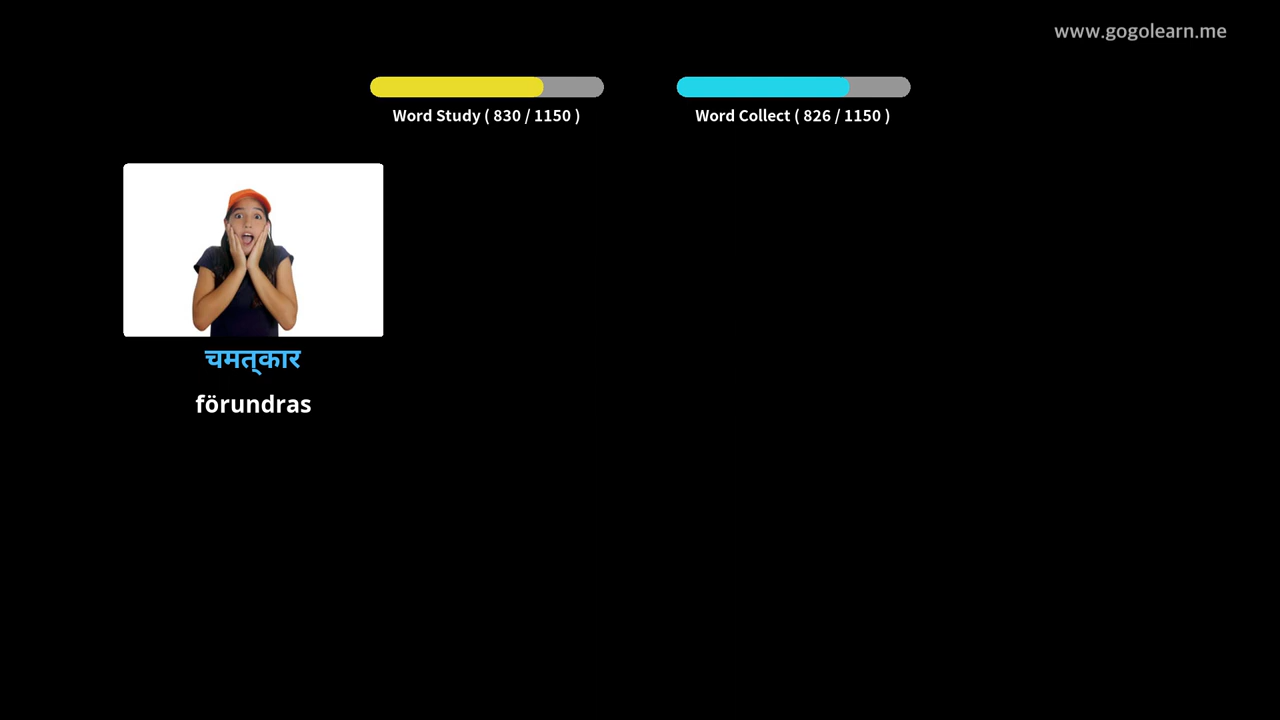 www.gogolearn.me
Word Study ( 830 / 1150 )
Word Collect ( 826 / 1150 )
चमत्कार
förundras